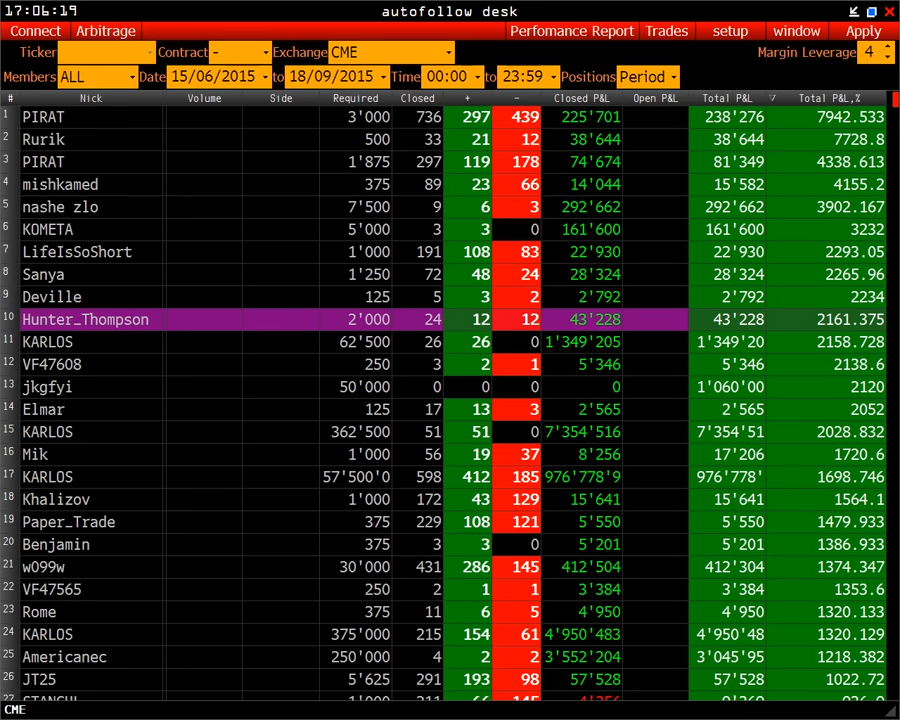 17:06:19 autofollow desk
Connect Arbitrage Perfomance Report Trades setup window Apply
Ticker Contract - Exchange CME Margin Leverage 4
Members ALL Date 15/06/2015 to 18/09/2015 Time 00:00 to 23:59 Positions Period
# Nick Volume Side Required Closed + - Closed P&L Open P&L Total P&L Total P&L,%
1 PIRAT 3'000 736 297 439 225'701 238'276 7942.533
2 Rurik 500 33 21 12 38'644 38'644 7728.8
3 PIRAT 1'875 297 119 178 74'674 81'349 4338.613
4 mishkamed 375 89 23 66 14'044 15'582 4155.2
5 nashe zlo 7'500 9 6 3 292'662 292'662 3902.167
6 KOMETA 5'000 3 3 0 161'600 161'600 3232
7 LifeIsSoShort 1'000 191 108 83 22'930 22'930 2293.05
8 Sanya 1'250 72 48 24 28'324 28'324 2265.96
9 Deville 125 5 3 2 2'792 2'792 2234
10 Hunter_Thompson 2'000 24 12 12 43'228 43'228 2161.375
11 KARLOS 62'500 26 26 0 1'349'205 1'349'20 2158.728
12 VF47608 250 3 2 1 5'346 5'346 2138.6
13 jkgfyi 50'000 0 0 0 0 1'060'00 2120
14 Elmar 125 17 13 3 2'565 2'565 2052
15 KARLOS 362'500 51 51 0 7'354'516 7'354'51 2028.832
16 Mik 1'000 56 19 37 8'256 17'206 1720.6
17 KARLOS 57'500'0 598 412 185 976'778'9 976'778' 1698.746
18 Khalizov 1'000 172 43 129 15'641 15'641 1564.1
19 Paper_Trade 375 229 108 121 5'550 5'550 1479.933
20 Benjamin 375 3 3 0 5'201 5'201 1386.933
21 w099w 30'000 431 286 145 412'504 412'304 1374.347
22 VF47565 250 2 1 1 3'384 3'384 1353.6
23 Rome 375 11 6 5 4'950 4'950 1320.133
24 KARLOS 375'000 215 154 61 4'950'483 4'950'48 1320.129
25 Americanec 250'000 4 2 2 3'552'204 3'045'95 1218.382
26 JT25 5'625 291 193 98 57'528 57'528 1022.72
27
CME